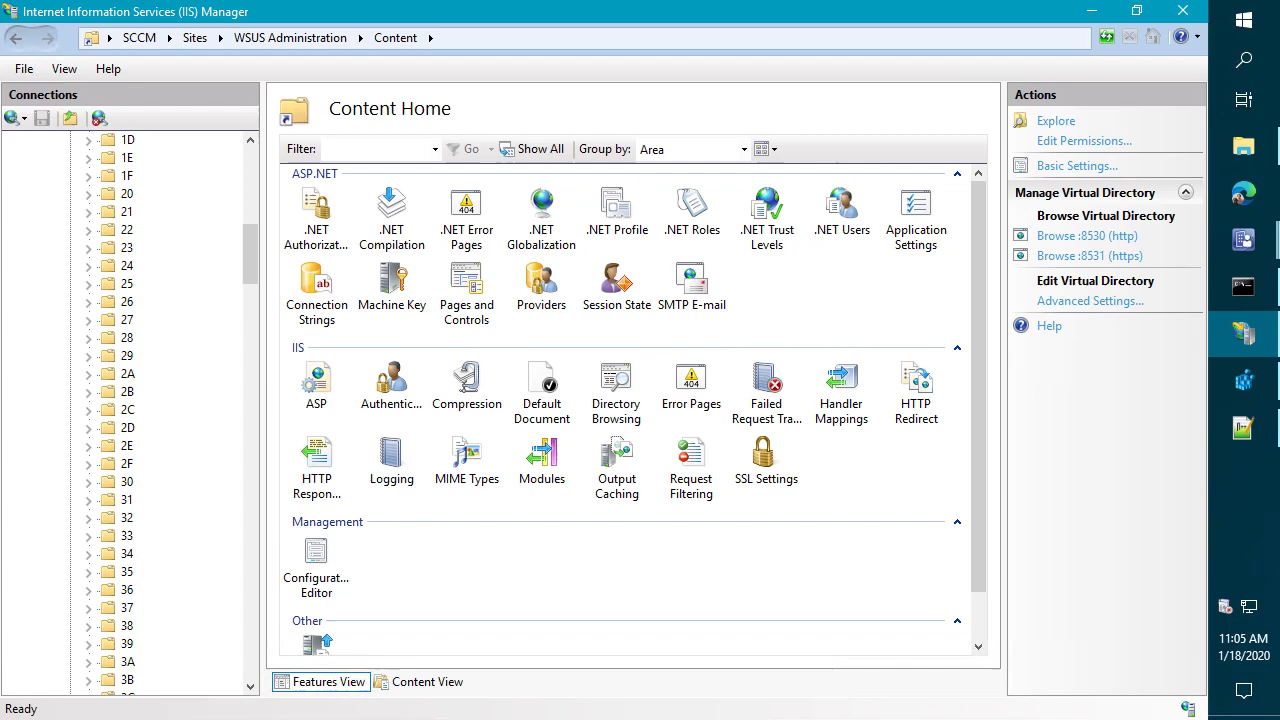 Internet Information Services (IIS) Manager
SCCM
Sites
WSUS Administration
Content
File
View
Help
Connections
1D
1E
1F
20
21
22
23
24
25
26
27
28
29
2A
2B
2C
2D
2E
2F
30
31
32
33
34
35
36
37
38
39
3A
3B
Content Home
Filter:
Go
Show All
Group by:
Area
ASP.NET
.NET Authorizat...
.NET Compilation
.NET Error Pages
.NET Globalization
.NET Profile
.NET Roles
.NET Trust Levels
.NET Users
Application Settings
Connection Strings
Machine Key
Pages and Controls
Providers
Session State
SMTP E-mail
IIS
ASP
Authentic...
Compression
Default Document
Directory Browsing
Error Pages
Failed Request Tra...
Handler Mappings
HTTP Redirect
HTTP Respon...
Logging
MIME Types
Modules
Output Caching
Request Filtering
SSL Settings
Management
Configurat... Editor
Other
Features View
Content View
Actions
Explore
Edit Permissions...
Basic Settings...
Manage Virtual Directory
Browse Virtual Directory
Browse :8530 (http)
Browse :8531 (https)
Edit Virtual Directory
Advanced Settings...
Help
Ready
11:05 AM
1/18/2020